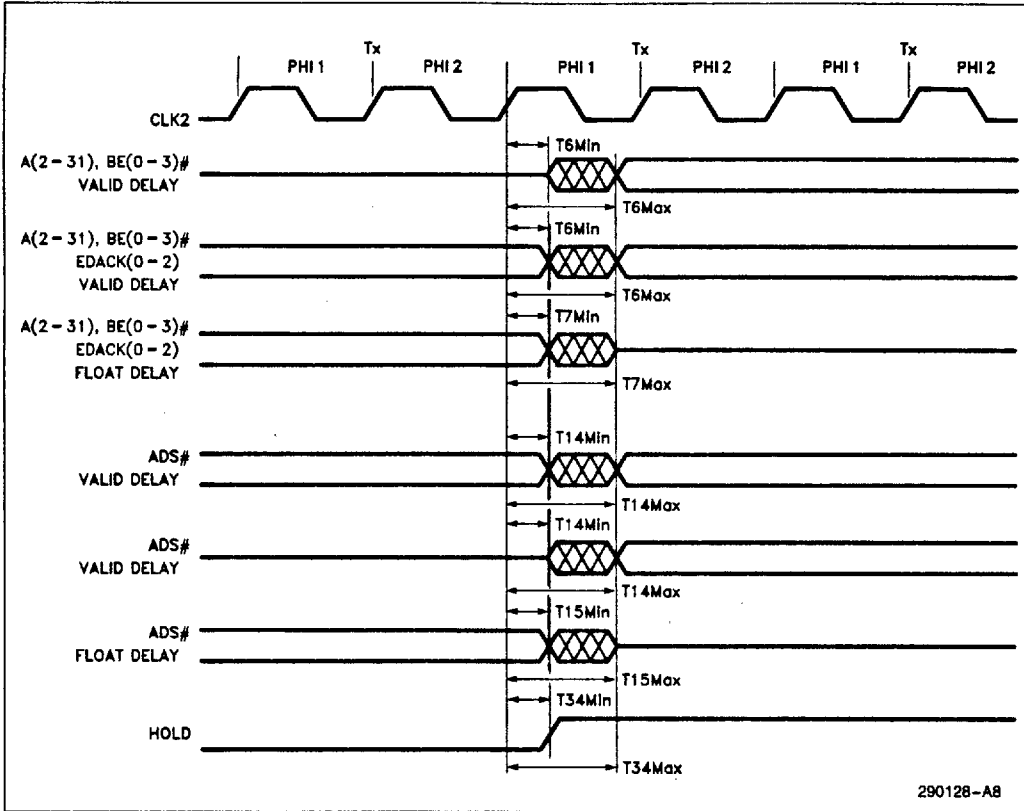 Tx Tx Tx
PHI 1 PHI 2 PHI 1 PHI 2 PHI 1 PHI 2
CLK2
T6Min
A(2-31), BE(0-3)#
VALID DELAY
T6Max
T6Min
A(2-31), BE(0-3)#
EDACK(0-2)
VALID DELAY
T6Max
T7Min
A(2-31), BE(0-3)#
EDACK(0-2)
FLOAT DELAY
T7Max
T14Min
ADS#
VALID DELAY
T14Max
T14Min
ADS#
VALID DELAY
T14Max
T15Min
ADS#
FLOAT DELAY
T15Max
T34Min
HOLD
T34Max
290128-A8